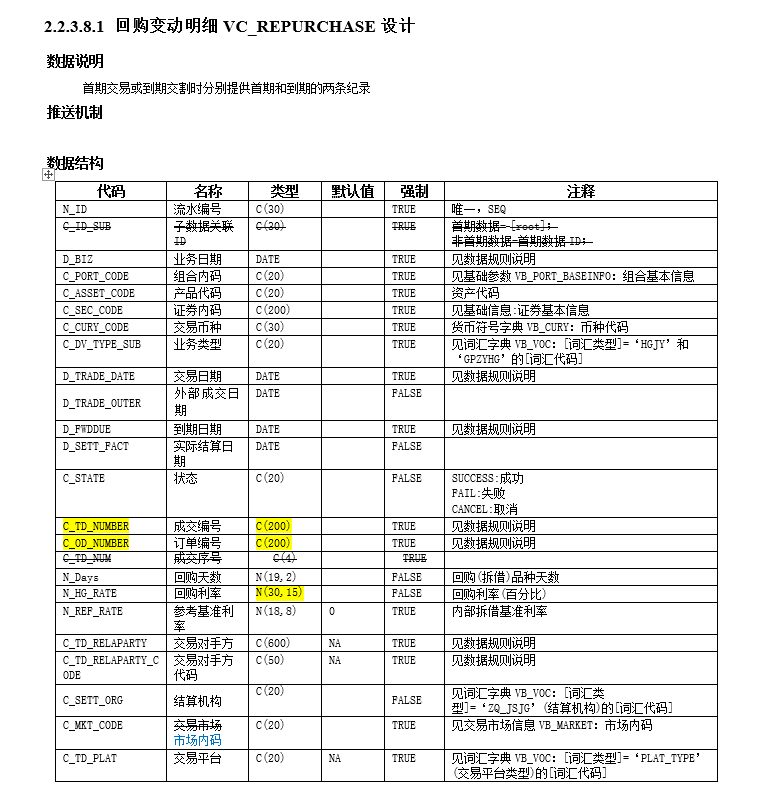 2.2.3.8.1 回购变动明细 VC_REPURCHASE 设计
数据说明
首期交易或到期交割时分别提供首期和到期的两条纪录
推送机制
数据结构
代码 名称 类型 默认值 强制 注释
N_ID 流水编号 C(30) TRUE 唯一，SEQ
C_ID_SUB 子数据关联 C(30) TRUE 首期数据=[root]；
ID 非首期数据=首期数据ID；
D_BIZ 业务日期 DATE TRUE 见数据规则说明
C_PORT_CODE 组合内码 C(20) TRUE 见基础参数 VB_PORT_BASEINFO：组合基本信息
C_ASSET_CODE 产品代码 C(20) TRUE 资产代码
C_SEC_CODE 证券内码 C(200) TRUE 见基础信息:证券基本信息
C_CURY_CODE 交易币种 C(30) TRUE 货币符号字典 VB_CURY：币种代码
C_DV_TYPE_SUB 业务类型 C(20) TRUE 见词汇字典 VB_VOC：[词汇类型]=‘HGJY’和
‘GPZYHG’的[词汇代码]
D_TRADE_DATE 交易日期 DATE TRUE 见数据规则说明
D_TRADE_OUTER 外部成交日 DATE FALSE
期
D_FWDDUE 到期日期 DATE TRUE 见数据规则说明
D_SETT_FACT 实际结算日 DATE FALSE
期
C_STATE 状态 C(20) FALSE SUCCESS:成功
FAIL:失败
CANCEL:取消
C_TD_NUMBER 成交编号 C(200) TRUE 见数据规则说明
C_OD_NUMBER 订单编号 C(200) TRUE 见数据规则说明
C_TD_NUM 成交序号 C(4) TRUE
N_Days 回购天数 N(19,2) FALSE 回购(拆借)品种天数
N_HG_RATE 回购利率 N(30,15) FALSE 回购利率(百分比)
N_REF_RATE 参考基准利 N(18,8) 0 TRUE 内部拆借基准利率
率
C_TD_RELAPARTY 交易对手方 C(600) NA TRUE 见数据规则说明
C_TD_RELAPARTY_C 交易对手方 C(50) NA TRUE 见数据规则说明
ODE 代码
C_SETT_ORG 结算机构 C(20) FALSE 见词汇字典 VB_VOC：[词汇类
型]=‘ZQ_JSJG’(结算机构)的[词汇代码]
C_MKT_CODE 交易市场 C(20) TRUE 见交易市场信息 VB_MARKET：市场内码
市场内码
C_TD_PLAT 交易平台 C(20) NA TRUE 见词汇字典 VB_VOC：[词汇类型]=‘PLAT_TYPE’
(交易平台类型)的[词汇代码]